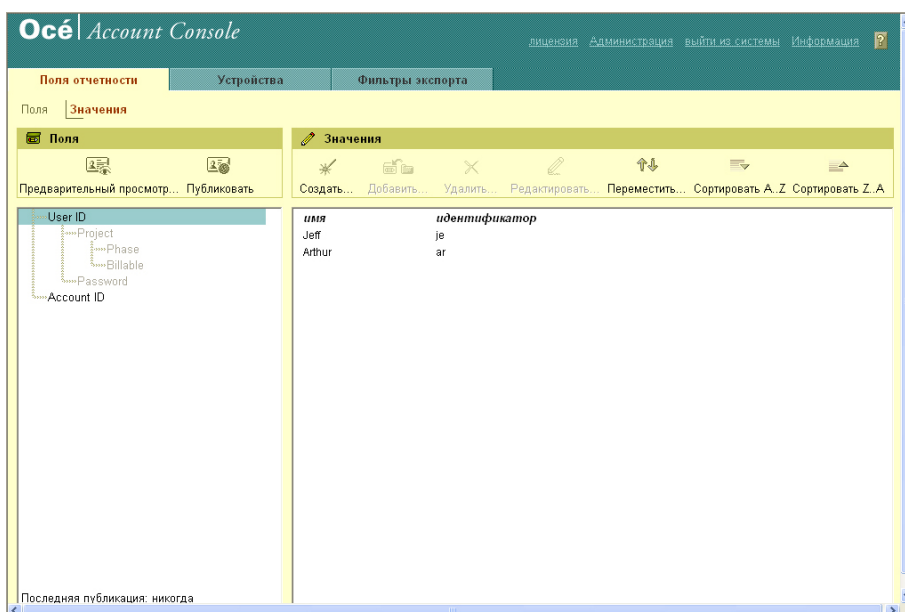 Océ Account Console
лицензия Администрация выйти из системы Информация ?
Поля отчетности Устройства Фильтры экспорта
Поля Значения
Поля
Предварительный просмотр... Публиковать
User ID
Project
Phase
Billable
Password
Account ID
Последняя публикация: никогда
Значения
Создать... Добавить... Удалить... Редактировать... Переместить... Сортировать A..Z Сортировать Z..A
имя идентификатор
Jeff je
Arthur ar